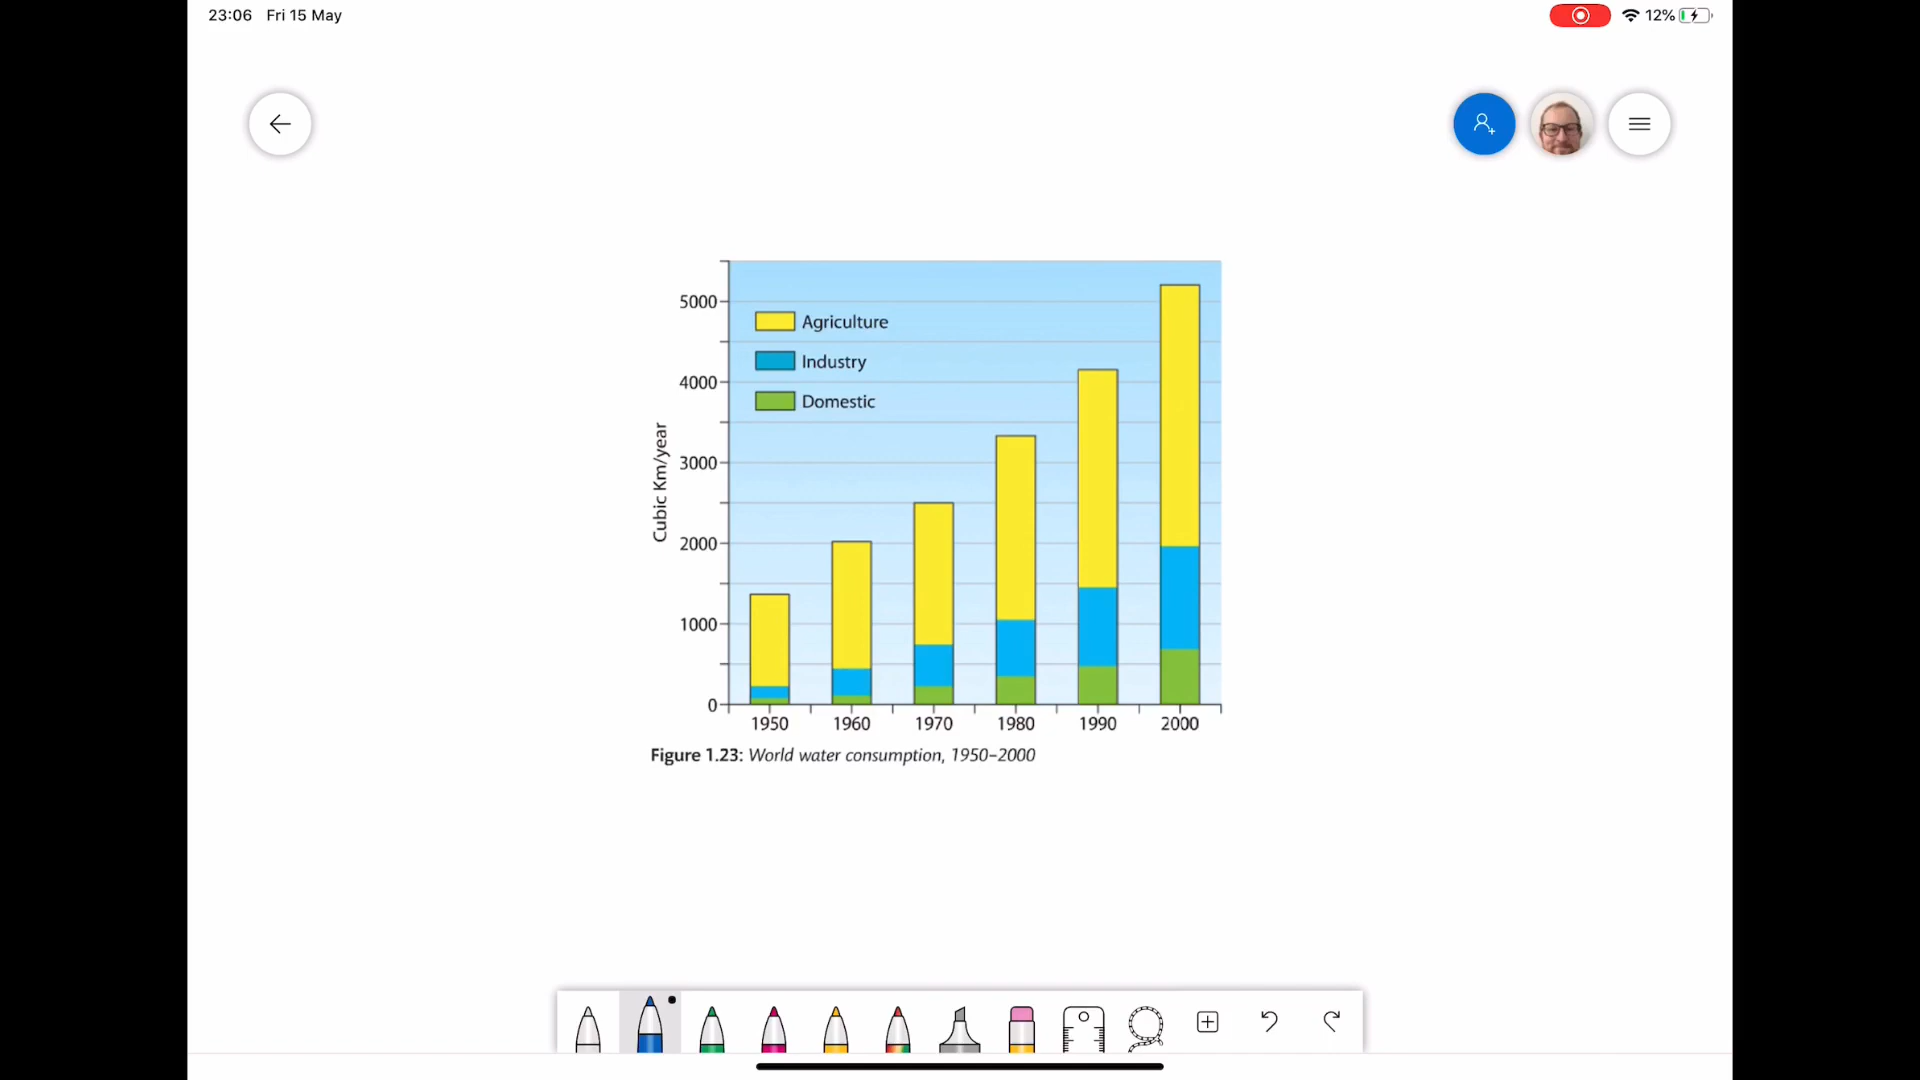 23:06 Fri 15 May
12%
5000
Agriculture
Industry
4000
Domestic
Cubic Km/year
3000
2000
1000
0
1950 1960 1970 1980 1990 2000
Figure 1.23: World water consumption, 1950–2000